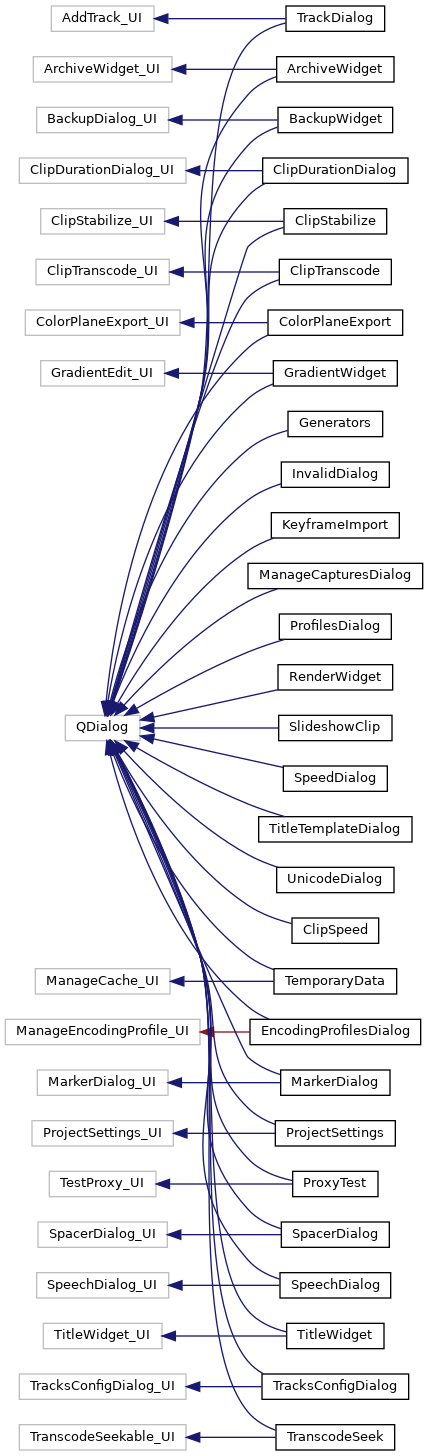 AddTrack_UI
TrackDialog
ArchiveWidget_UI
ArchiveWidget
BackupDialog_UI
BackupWidget
ClipDurationDialog_UI
ClipDurationDialog
ClipStabilize_UI
ClipStabilize
ClipTranscode_UI
ClipTranscode
ColorPlaneExport_UI
ColorPlaneExport
GradientEdit_UI
GradientWidget
Generators
InvalidDialog
KeyframeImport
ManageCapturesDialog
ProfilesDialog
RenderWidget
QDialog
SlideshowClip
SpeedDialog
TitleTemplateDialog
UnicodeDialog
ClipSpeed
ManageCache_UI
TemporaryData
ManageEncodingProfile_UI
EncodingProfilesDialog
MarkerDialog_UI
MarkerDialog
ProjectSettings_UI
ProjectSettings
TestProxy_UI
ProxyTest
SpacerDialog_UI
SpacerDialog
SpeechDialog_UI
SpeechDialog
TitleWidget_UI
TitleWidget
TracksConfigDialog_UI
TracksConfigDialog
TranscodeSeekable_UI
TranscodeSeek